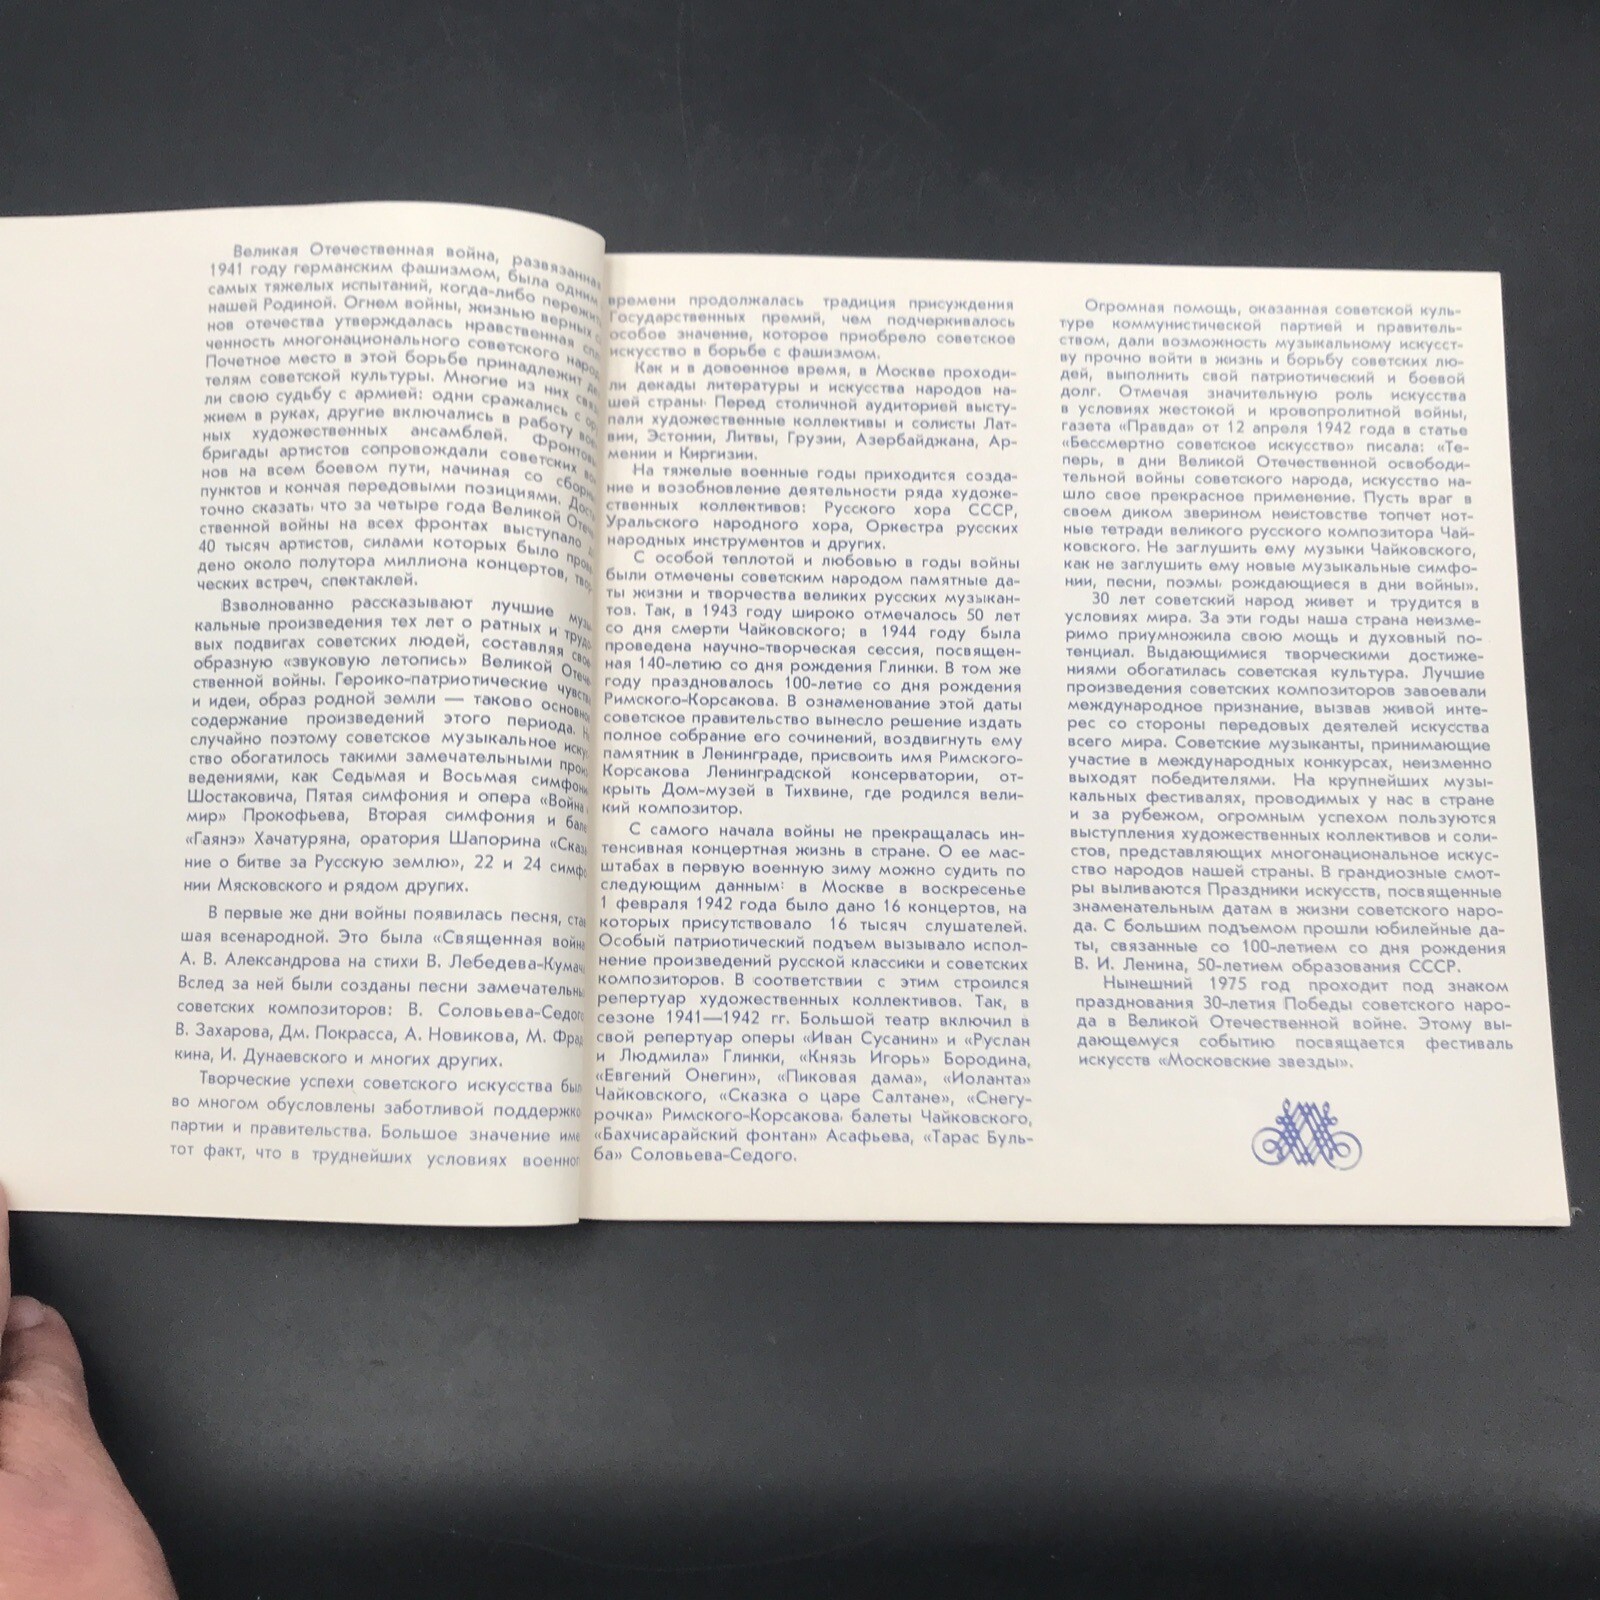 Великая Отечественная война, развязанная
1941 году германским фашизмом, была одним
самых тяжелых испытаний, когда-либо
нашей Родиной. Огнем войны, жизнью верных
нов отечества утверждалась нравственная
ченность многонационального советского
Почетное место в этой борьбе принадлежит
телям советской культуры. Многие из них
ли свою судьбу с армией: одни сражались с
жием в руках, другие включались в работу
ных художественных ансамблей.
бригады артистов сопровождали советских
нов на всем боевом пути, начиная со
пунктов и кончая передовыми позициями.
точно сказать, что за четыре года Великой
ственной войны на всех фронтах выступало
40 тысяч артистов, силами которых было
дено около полутора миллиона концертов,
ческих встреч, спектаклей.
Взволнованно рассказывают лучшие
кальные произведения тех лет о ратных и
вых подвигах советских людей, составляя
образную «звуковую летопись» Великой
ственной войны. Героико-патриотические
и идеи, образ родной земли — таково
содержание произведений этого периода.
случайно поэтому советское музыкальное
ство обогатилось такими замечательными
ведениями, как Седьмая и Восьмая
Шостаковича, Пятая симфония и опера «Война
мир» Прокофьева, Вторая симфония и
«Гаянэ» Хачатуряна, оратория Шапорина
ние о битве за Русскую землю», 22 и 24
нии Мясковского и рядом других.
В первые же дни войны появилась песня,
шая всенародной. Это была «Священная война
А. В. Александрова на стихи В. Лебедева-Кумач
Вслед за ней были созданы песни
советских композиторов: В. Соловьева-Седого
В. Захарова, Дм. Покрасса, А. Новикова, М.
кина, И. Дунаевского и многих других.
Творческие успехи советского искусства
во многом обусловлены заботливой
партии и правительства. Большое значение
тот факт, что в труднейших условиях
времени продолжалась традиция присуждения
Государственных премий, чем подчеркивалось
особое значение, которое приобрело советское
искусство в борьбе с фашизмом.
Как и в довоенное время, в Москве проходи-
ли декады литературы и искусства народов на-
шей страны. Перед столичной аудиторией высту-
пали художественные коллективы и солисты Лат-
вии, Эстонии, Литвы, Грузии, Азербайджана, Ар-
мении и Киргизии.
На тяжелые военные годы приходится созда-
ние и возобновление деятельности ряда художе-
ственных коллективов: Русского хора СССР,
Уральского народного хора, Оркестра русских
народных инструментов и других.
С особой теплотой и любовью в годы войны
были отмечены советским народом памятные да-
ты жизни и творчества великих русских музыкан-
тов. Так, в 1943 году широко отмечалось 50 лет
со дня смерти Чайковского; в 1944 году была
проведена научно-творческая сессия, посвящен-
ная 140-летию со дня рождения Глинки. В том же
году праздновалось 100-летие со дня рождения
Римского-Корсакова. В ознаменование этой даты
советское правительство вынесло решение издать
полное собрание его сочинений, воздвигнуть ему
памятник в Ленинграде, присвоить имя Римского-
Корсакова Ленинградской консерватории, от-
крыть Дом-музей в Тихвине, где родился вели-
кий композитор.
С самого начала войны не прекращалась ин-
тенсивная концертная жизнь в стране. О ее мас-
штабах в первую военную зиму можно судить по
следующим данным: в Москве в воскресенье
1 февраля 1942 года было дано 16 концертов, на
которых присутствовало 16 тысяч слушателей.
Особый патриотический подъем вызывало испол-
нение произведений русской классики и советских
композиторов. В соответствии с этим строился
репертуар художественных коллективов. Так, в
сезоне 1941—1942 гг. Большой театр включил в
свой репертуар оперы «Иван Сусанин» и «Руслан
и Людмила» Глинки, «Князь Игорь» Бородина,
«Евгений Онегин», «Пиковая дама», «Иоланта»
Чайковского, «Сказка о царе Салтане», «Снегу-
рочка» Римского-Корсакова, балеты Чайковского,
«Бахчисарайский фонтан» Асафьева, «Тарас Буль-
ба» Соловьева-Седого.
Огромная помощь, оказанная советской куль-
туре коммунистической партией и правитель-
ством, дали возможность музыкальному искусст-
ву прочно войти в жизнь и борьбу советских лю-
дей, выполнить свой патриотический и боевой
долг. Отмечая значительную роль искусства
в условиях жестокой и кровопролитной войны,
газета «Правда» от 12 апреля 1942 года в статье
«Бессмертно советское искусство» писала: «Те-
перь, в дни Великой Отечественной освободи-
тельной войны советского народа, искусство на-
шло свое прекрасное применение. Пусть враг в
своем диком зверином неистовстве топчет нот-
ные тетради великого русского композитора Чай-
ковского. Не заглушить ему музыки Чайковского,
как не заглушить ему новые музыкальные симфо-
нии, песни, поэмы, рождающиеся в дни войны».
30 лет советский народ живет и трудится в
условиях мира. За эти годы наша страна неизме-
римо приумножила свою мощь и духовный по-
тенциал. Выдающимися творческими достиже-
ниями обогатилась советская культура. Лучшие
произведения советских композиторов завоевали
международное признание, вызвав живой инте-
рес со стороны передовых деятелей искусства
всего мира. Советские музыканты, принимающие
участие в международных конкурсах, неизменно
выходят победителями. На крупнейших музы-
кальных фестивалях, проводимых у нас в стране
и за рубежом, огромным успехом пользуются
выступления художественных коллективов и соли-
стов, представляющих многонациональное искус-
ство народов нашей страны. В грандиозные смот-
ры выливаются Праздники искусств, посвященные
знаменательным датам в жизни советского наро-
да. С большим подъемом прошли юбилейные да-
ты, связанные со 100-летием со дня рождения
В. И. Ленина, 50-летием образования СССР.
Нынешний 1975 год проходит под знаком
празднования 30-летия Победы советского наро-
да в Великой Отечественной войне. Этому вы-
дающемуся событию посвящается фестиваль
искусств «Московские звезды».